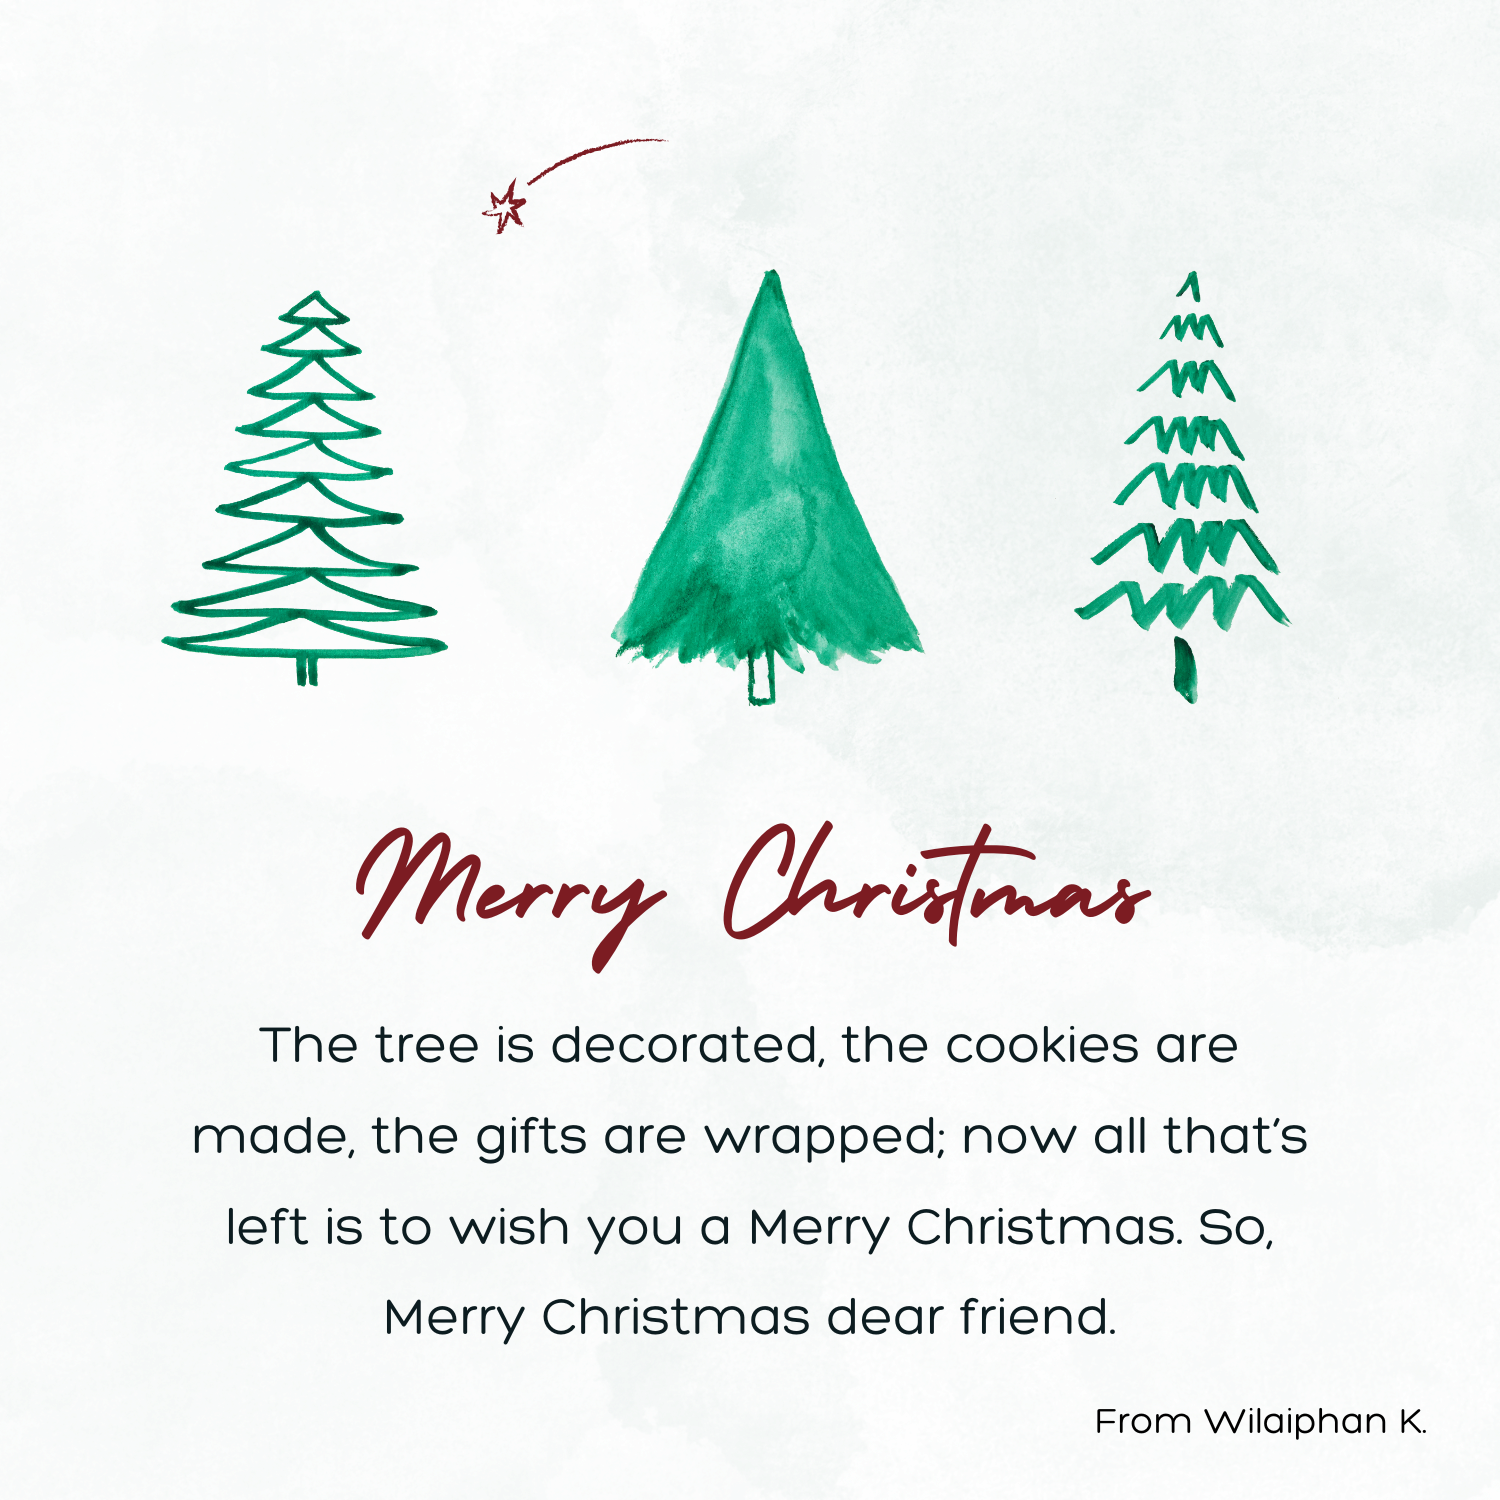 Merry Christmas
The tree is decorated, the cookies are
made, the gifts are wrapped; now all that's
left is to wish you a Merry Christmas. So,
Merry Christmas dear friend.
From Wilaiphan K.